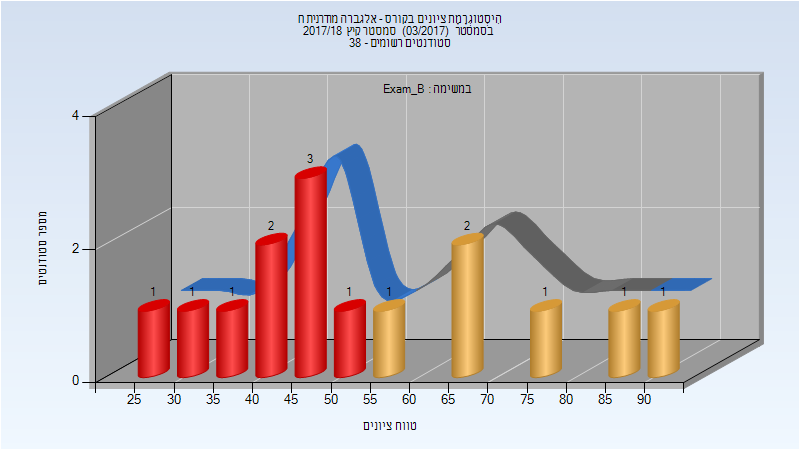 היסטוגרמת ציונים בקורס - אלגברה מודרנית ח
בסמסטר (03/2017) סמסטר קיץ 2017/18
סטודנטים רשומים - 38
במשימה : Exam_B
מספר סטודנטים
4
2
0
1 1 1 2 3 1 1 2 1 1 1
25 30 35 40 45 50 55 60 65 70 75 80 85 90
טווח ציונים